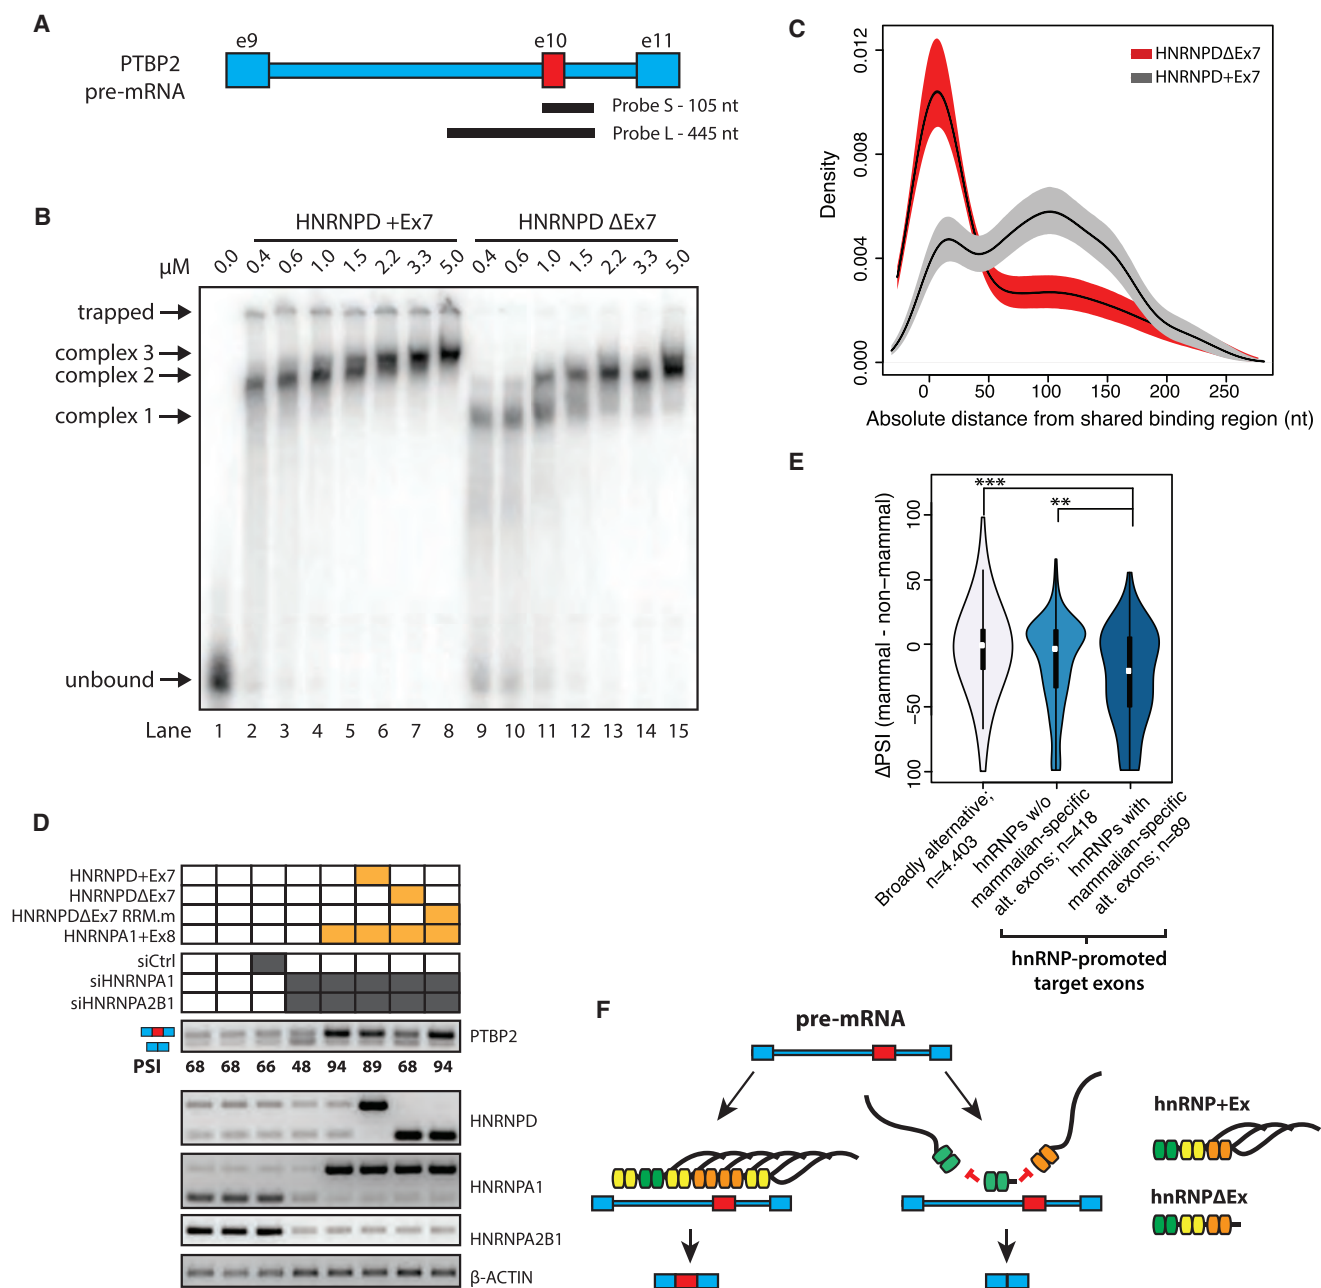 A
e9 e10 e11
PTBP2
pre-mRNA
Probe S - 105 nt
Probe L - 445 nt
B
HNRNPD +Ex7 HNRNPD ΔEx7
µM 0.0 0.4 0.6 1.0 1.5 2.2 3.3 5.0 0.4 0.6 1.0 1.5 2.2 3.3 5.0
trapped
complex 3
complex 2
complex 1
unbound
Lane 1 2 3 4 5 6 7 8 9 10 11 12 13 14 15
C
HNRNPDΔEx7
HNRNPD+Ex7
Density
0.012
0.008
0.004
0.000
0 50 100 150 200 250
Absolute distance from shared binding region (nt)
D
HNRNPD+Ex7
HNRNPDΔEx7
HNRNPDΔEx7 RRM.m
HNRNPA1+Ex8
siCtrl
siHNRNPA1
siHNRNPA2B1
PTBP2
PSI 68 68 66 48 94 89 68 94
HNRNPD
HNRNPA1
HNRNPA2B1
β-ACTIN
E
ΔPSI (mammal - non-mammal)
100
50
0
−50
100
***
**
Broadly alternative;
n=4.403
hnRNPs w/o
mammalian-specific
alt. exons; n=418
hnRNPs with
mammalian-specific
alt. exons; n=89
hnRNP-promoted
target exons
F
pre-mRNA
hnRNP+Ex
hnRNPΔEx